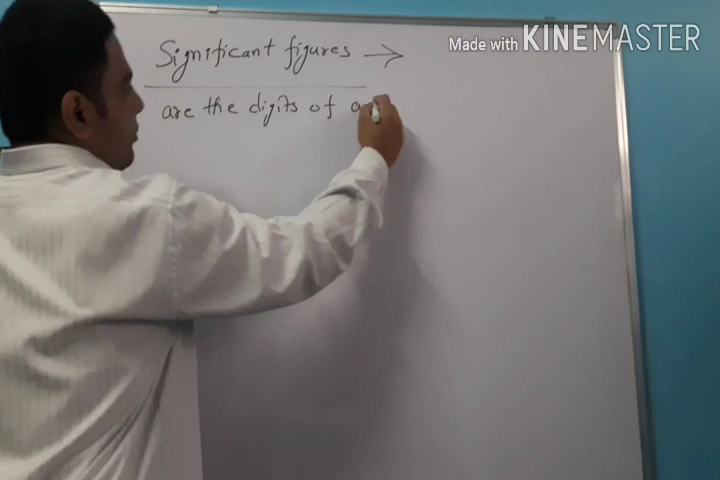 Made with KINEMASTER
Significant figures →
are the digits of a